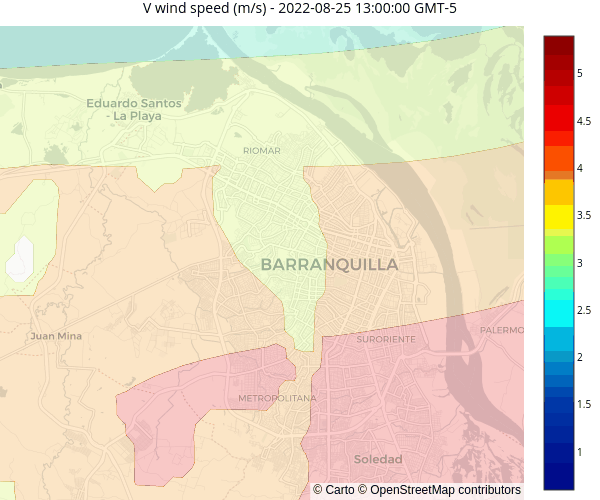 V wind speed (m/s) - 2022-08-25 13:00:00 GMT-5
Eduardo Santos
- La Playa
RIOMAR
BARRANQUILLA
Juan Mina
SURORIENTE
PALERMO
METROPOLITANA
Soledad
© Carto © OpenStreetMap contributors
5
4.5
4
3.5
3
2.5
2
1.5
1